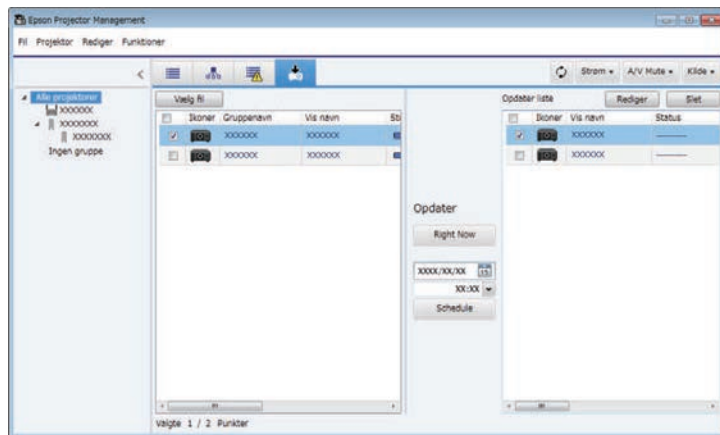 Epson Projector Management
Fil Projektor Rediger Funktioner
Strøm A/V Mute Kilde
Alle projektorer
XXXXXX
XXXXXXX
XXXXXXX
Ingen gruppe
Vælg fil
Ikoner Gruppenavn Vis navn
XXXXXX XXXXXX
XXXXXX XXXXXX
Valgte 1 / 2 Punkter
Opdater
Right Now
XXXX/XX/XX 15
XX:XX
Schedule
Opdater liste Rediger Slet
Ikoner Vis navn Status
XXXXXX ———
XXXXXX ———